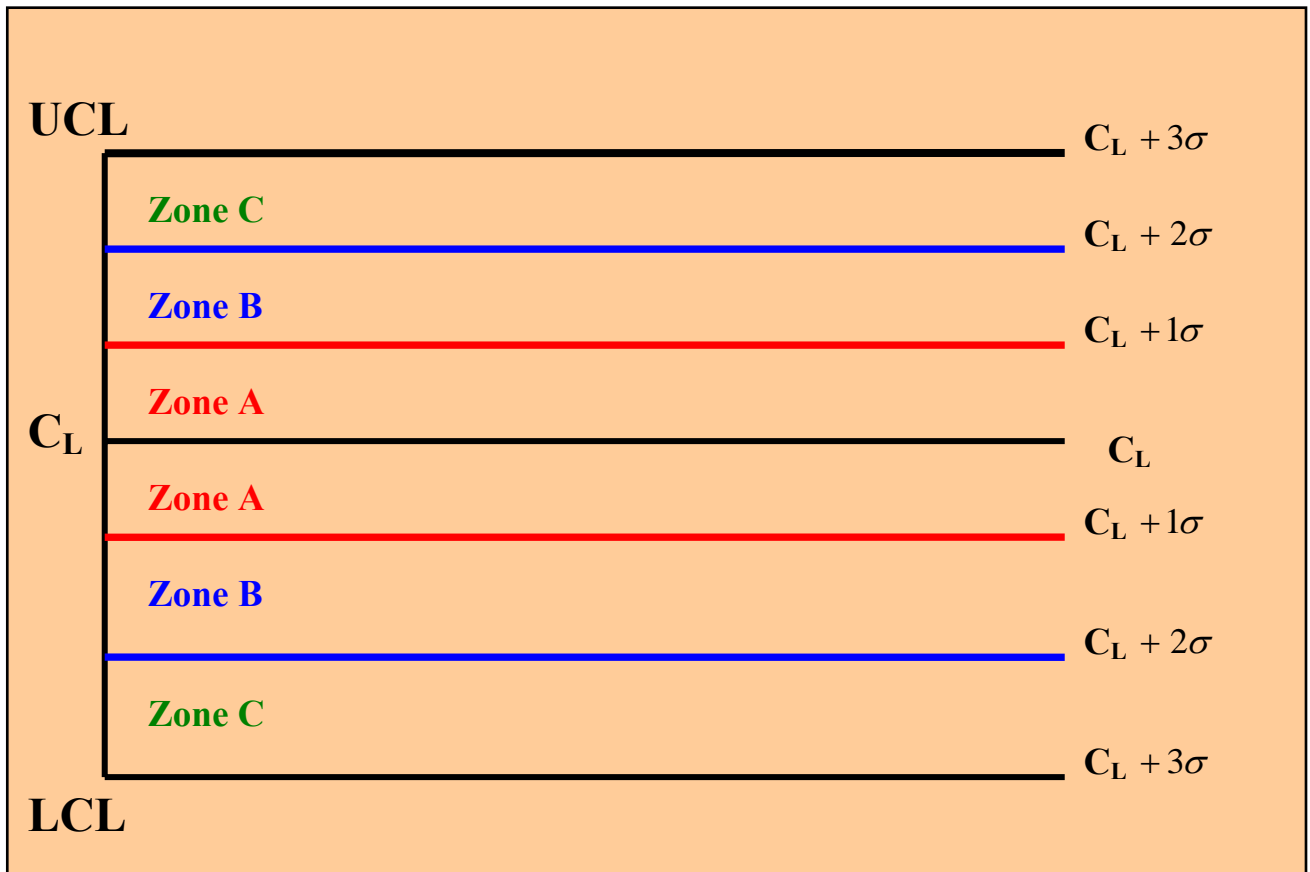 UCL
C_L + 3σ
Zone C
C_L + 2σ
Zone B
C_L + 1σ
Zone A
C_L
C_L
Zone A
C_L + 1σ
Zone B
C_L + 2σ
Zone C
C_L + 3σ
LCL